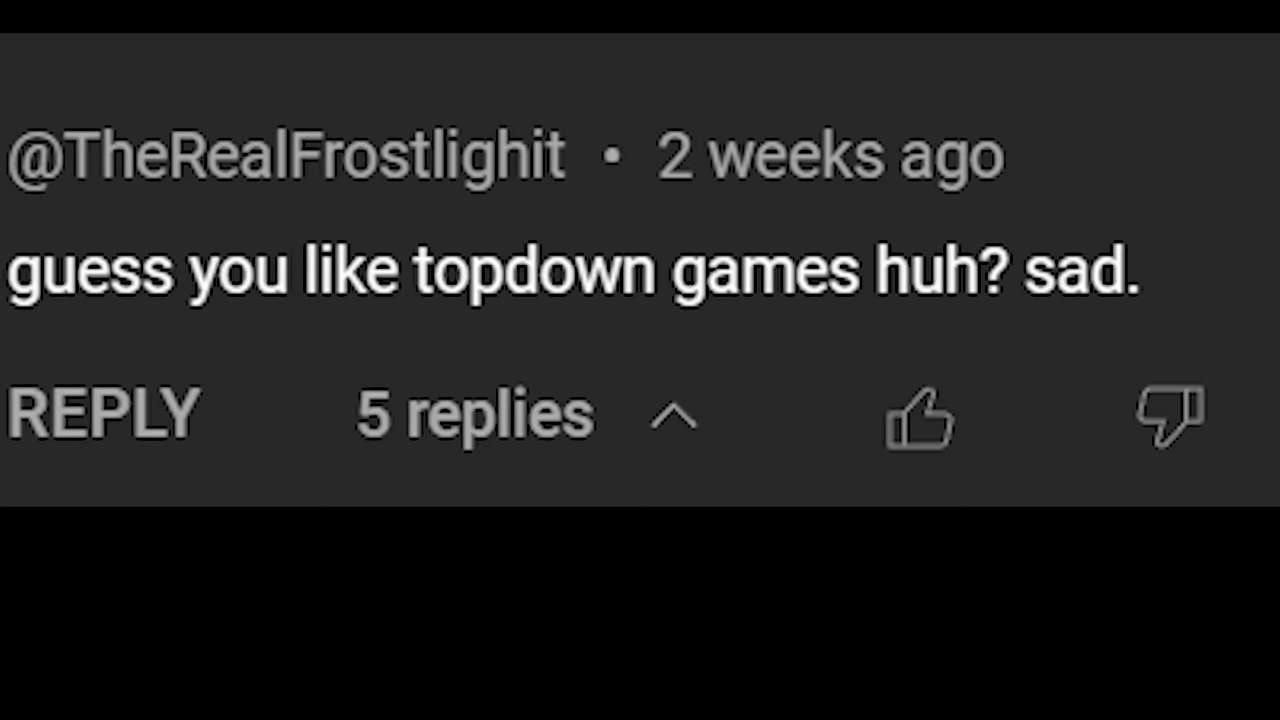 @TheRealFrostlighit • 2 weeks ago
guess you like topdown games huh? sad.
REPLY 5 replies